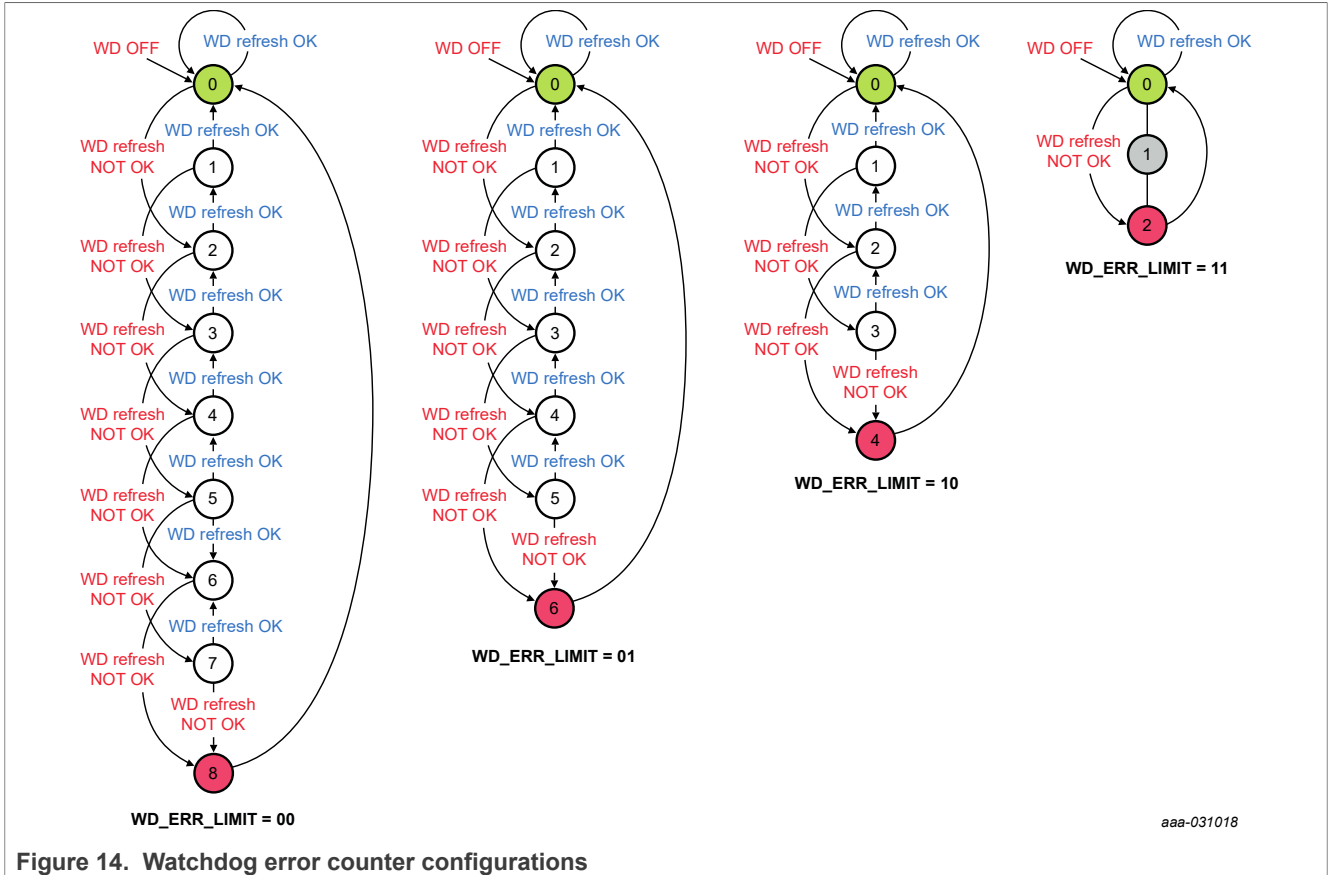 WD OFF
WD refresh OK
0
WD refresh OK
WD refresh
NOT OK
1
WD refresh OK
2
WD refresh
NOT OK
WD refresh OK
3
WD refresh
NOT OK
WD refresh OK
4
WD refresh
NOT OK
WD refresh OK
5
WD refresh
NOT OK
WD refresh OK
6
WD refresh
NOT OK
WD refresh OK
7
WD refresh
NOT OK
WD refresh
NOT OK
8
WD_ERR_LIMIT = 00
WD OFF
WD refresh OK
0
WD refresh OK
WD refresh
NOT OK
1
WD refresh OK
2
WD refresh
NOT OK
WD refresh OK
3
WD refresh
NOT OK
WD refresh OK
4
WD refresh
NOT OK
WD refresh OK
5
WD refresh
NOT OK
WD refresh
NOT OK
6
WD_ERR_LIMIT = 01
WD OFF
WD refresh OK
0
WD refresh OK
WD refresh
NOT OK
1
WD refresh OK
2
WD refresh
NOT OK
WD refresh OK
3
WD refresh
NOT OK
WD refresh
NOT OK
4
WD_ERR_LIMIT = 10
WD OFF
WD refresh OK
0
WD refresh
NOT OK
1
2
WD_ERR_LIMIT = 11
aaa-031018
Figure 14. Watchdog error counter configurations